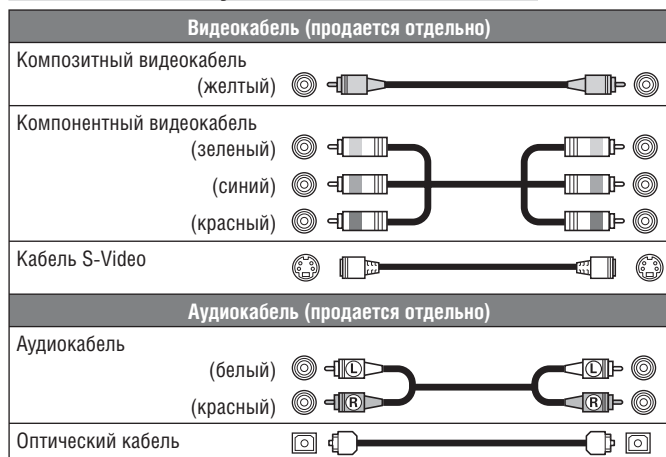 Видеокабель (продается отдельно)
Композитный видеокабель
(желтый)
Компонентный видеокабель
(зеленый)
(синий)
(красный)
Кабель S-Video
Аудиокабель (продается отдельно)
Аудиокабель
(белый) L L
(красный) R R
Оптический кабель